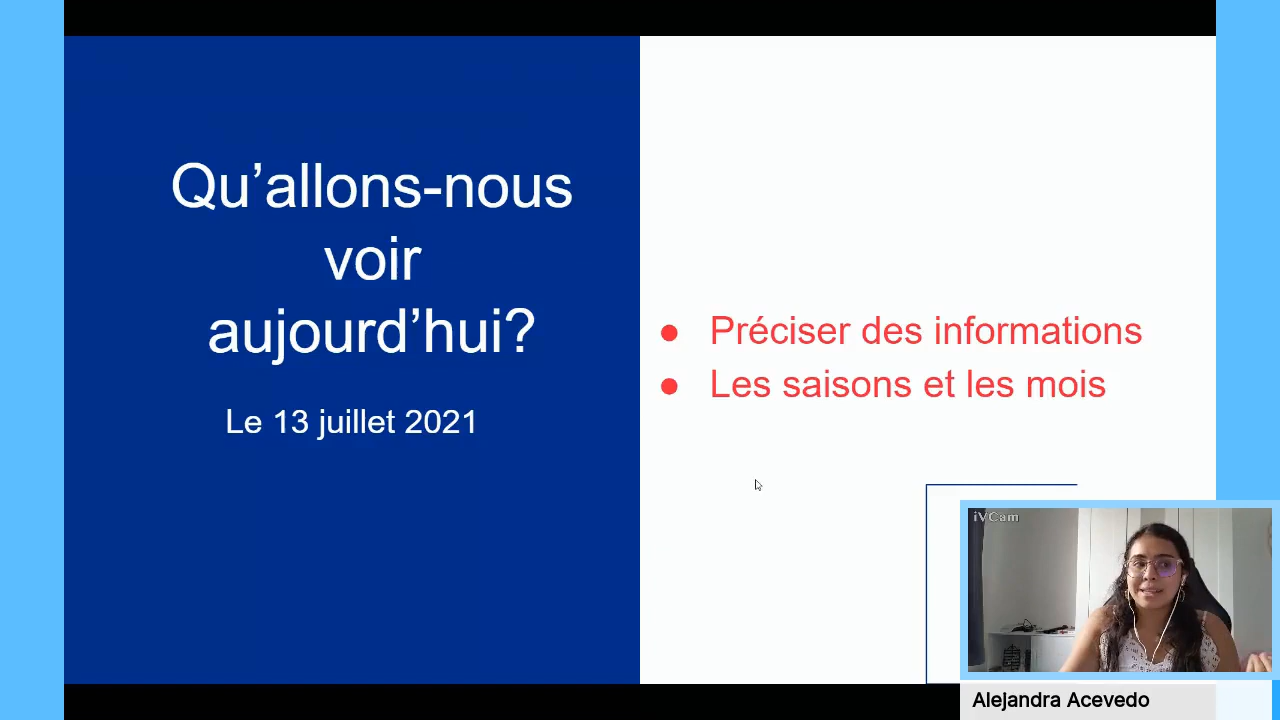 Qu’allons-nous
voir
aujourd’hui?
Le 13 juillet 2021
● Préciser des informations
● Les saisons et les mois
iVCam
Alejandra Acevedo